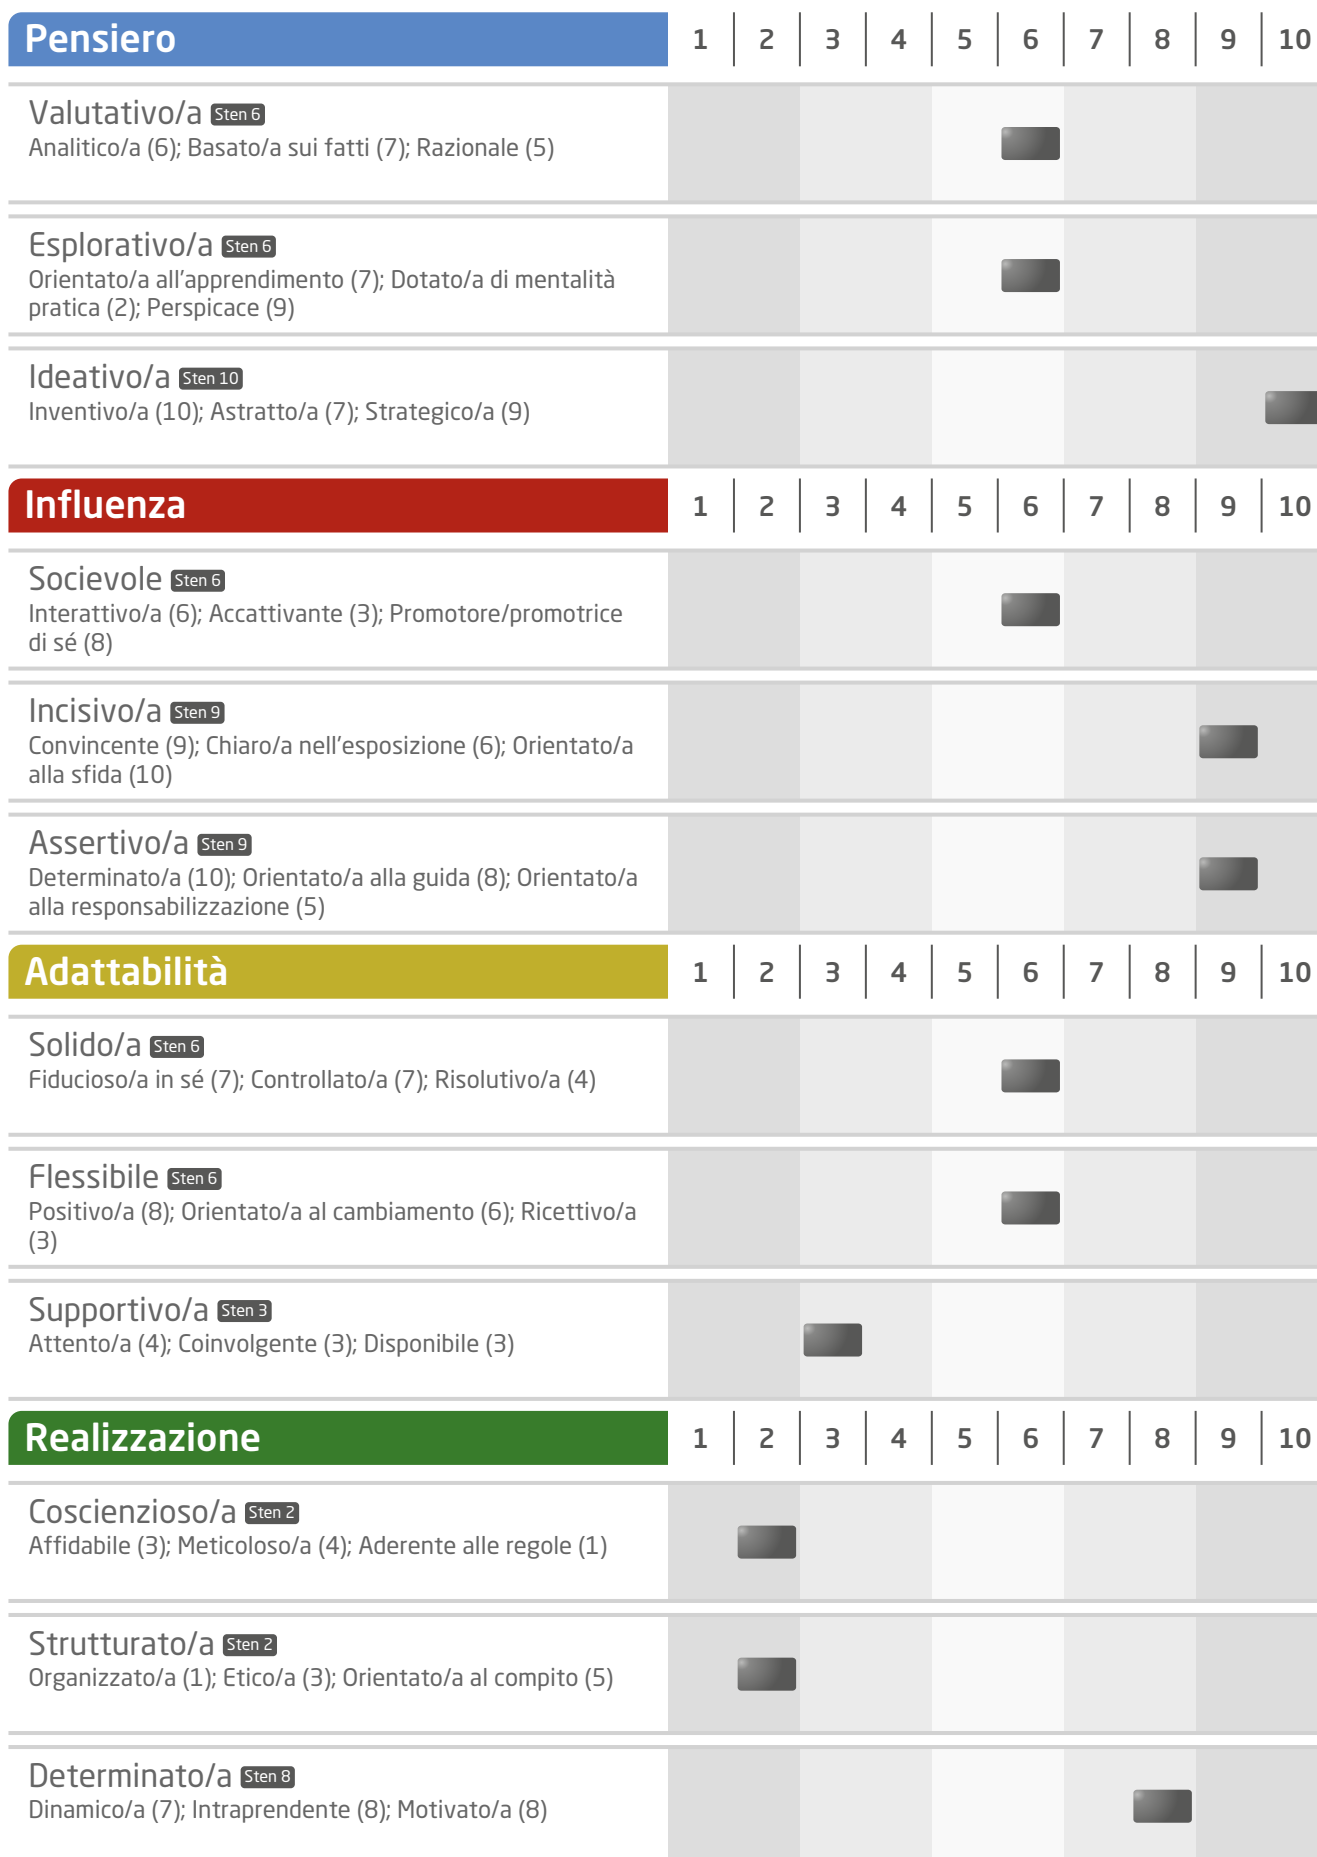 Pensiero 1 2 3 4 5 6 7 8 9 10
Valutativo/a Sten 6
Analitico/a (6); Basato/a sui fatti (7); Razionale (5)
Esplorativo/a Sten 6
Orientato/a all'apprendimento (7); Dotato/a di mentalità
pratica (2); Perspicace (9)
Ideativo/a Sten 10
Inventivo/a (10); Astratto/a (7); Strategico/a (9)
Influenza 1 2 3 4 5 6 7 8 9 10
Socievole Sten 6
Interattivo/a (6); Accattivante (3); Promotore/promotrice
di sé (8)
Incisivo/a Sten 9
Convincente (9); Chiaro/a nell'esposizione (6); Orientato/a
alla sfida (10)
Assertivo/a Sten 9
Determinato/a (10); Orientato/a alla guida (8); Orientato/a
alla responsabilizzazione (5)
Adattabilità 1 2 3 4 5 6 7 8 9 10
Solido/a Sten 6
Fiducioso/a in sé (7); Controllato/a (7); Risolutivo/a (4)
Flessibile Sten 6
Positivo/a (8); Orientato/a al cambiamento (6); Ricettivo/a
(3)
Supportivo/a Sten 3
Attento/a (4); Coinvolgente (3); Disponibile (3)
Realizzazione 1 2 3 4 5 6 7 8 9 10
Coscienzioso/a Sten 2
Affidabile (3); Meticoloso/a (4); Aderente alle regole (1)
Strutturato/a Sten 2
Organizzato/a (1); Etico/a (3); Orientato/a al compito (5)
Determinato/a Sten 8
Dinamico/a (7); Intraprendente (8); Motivato/a (8)